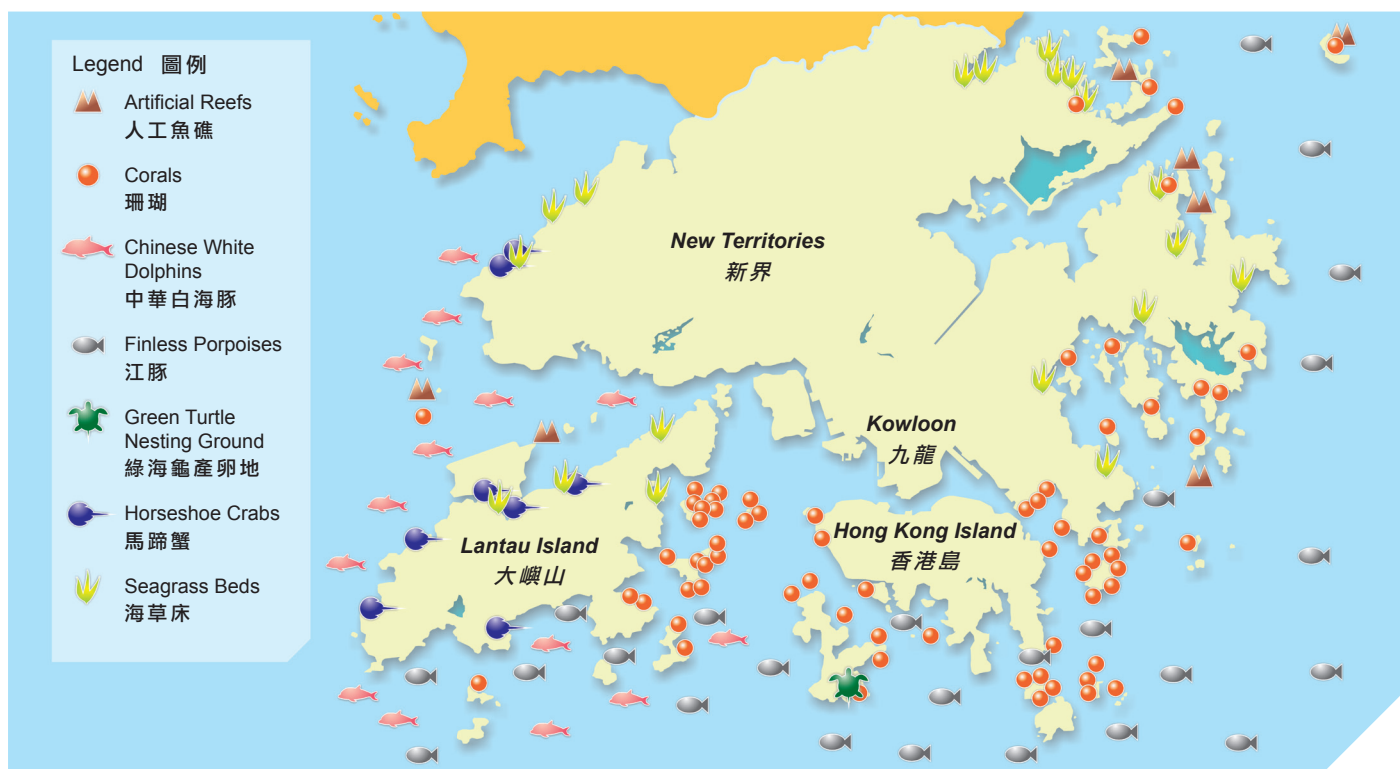 Legend 圖例
Artificial Reefs
人工魚礁
Corals
珊瑚
Chinese White
Dolphins
中華白海豚
Finless Porpoises
江豚
Green Turtle
Nesting Ground
綠海龜產卵地
Horseshoe Crabs
馬蹄蟹
Seagrass Beds
海草床
New Territories
新界
Kowloon
九龍
Hong Kong Island
香港島
Lantau Island
大嶼山